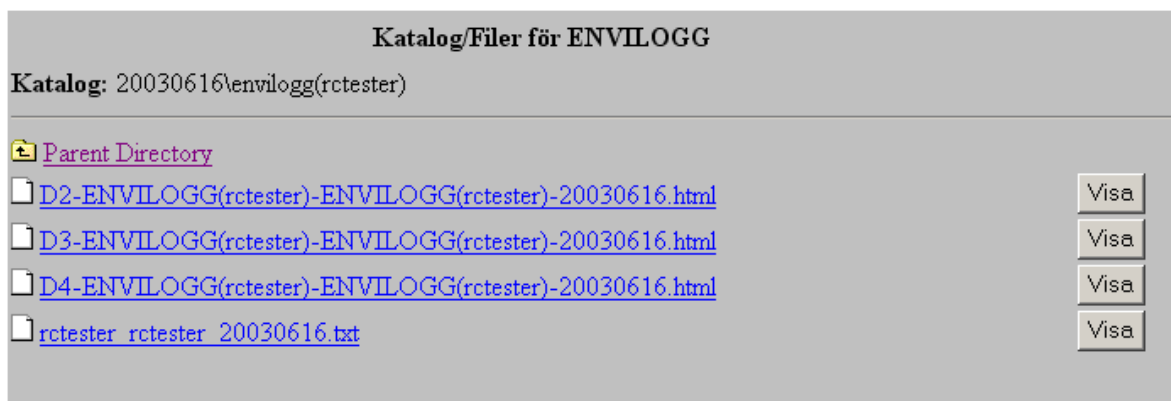 Katalog/Filer för ENVILOGG
Katalog: 20030616\envilogg(rctester)
Parent Directory
D2-ENVILOGG(rctester)-ENVILOGG(rctester)-20030616.html Visa
D3-ENVILOGG(rctester)-ENVILOGG(rctester)-20030616.html Visa
D4-ENVILOGG(rctester)-ENVILOGG(rctester)-20030616.html Visa
rctester_rctester_20030616.txt Visa